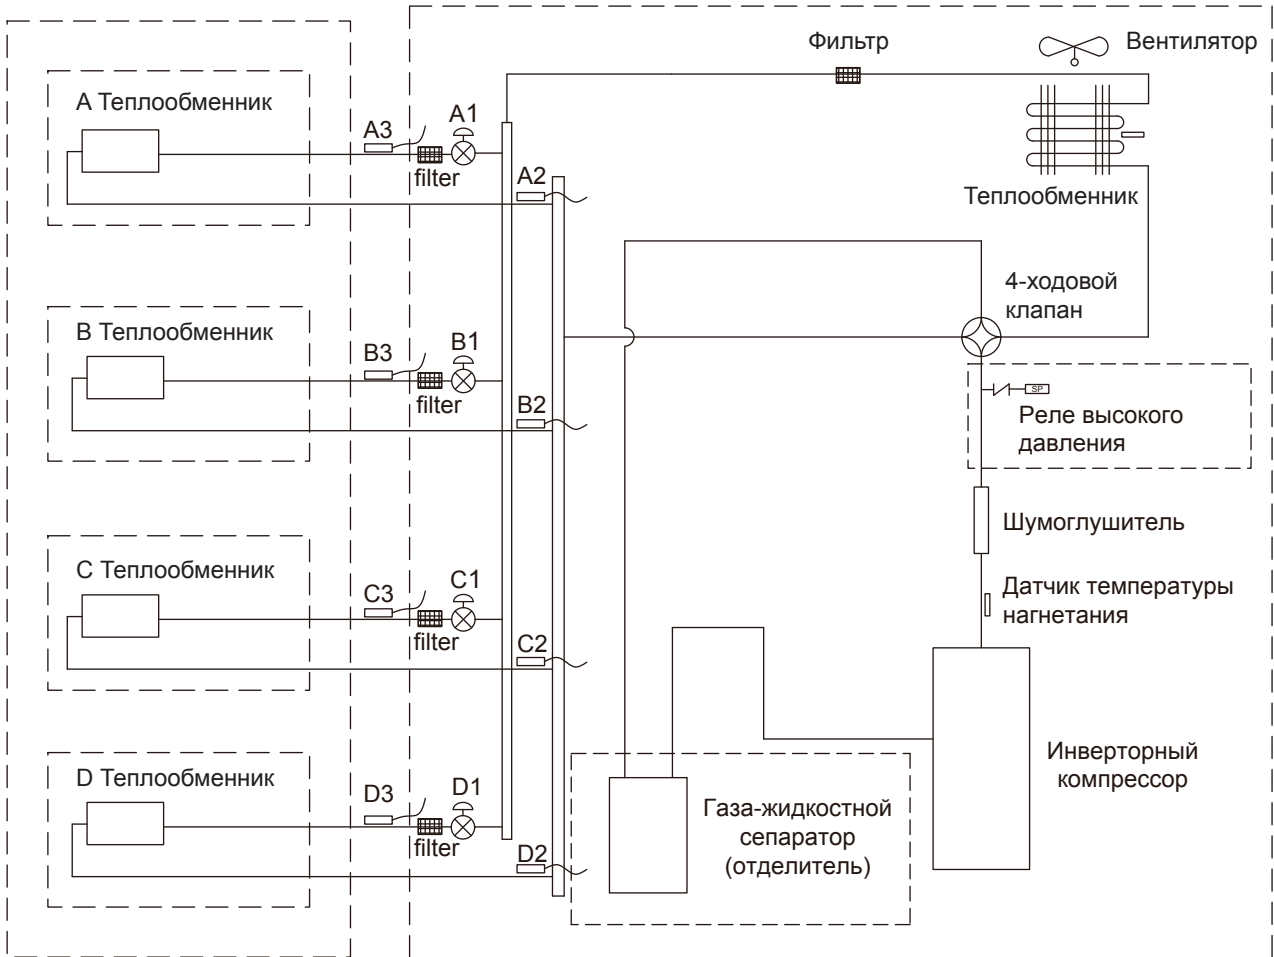 Фильтр
Вентилятор
A Теплообменник
A3
A1
filter
A2
Теплообменник
4-ходовой
клапан
B Теплообменник
B3
B1
filter
B2
SP
Реле высокого
давления
Шумоглушитель
C Теплообменник
C3
C1
filter
C2
Датчик температуры
нагнетания
D Теплообменник
D3
D1
filter
D2
Газа-жидкостной
сепаратор
(отделитель)
Инверторный
компрессор